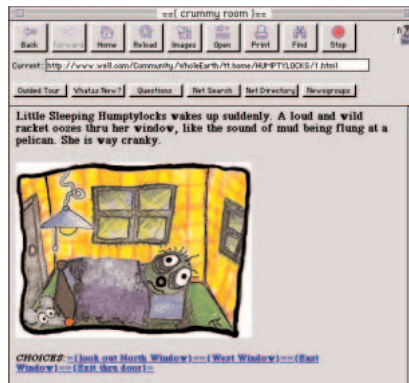 ==( crummy room )==
Back Forward Home Reload Images Open Print Find Stop
Current: http://www.well.com/Community/WholeEarth/tt.home/HUMPTYLOCKS/1.html
Guided Tour What's New? Questions Net Search Net Directory Newsgroups
Little Sleeping Humptylocks wakes up suddenly. A loud and wild
racket oozes thru her window, like the sound of mud being flung at a
pelican. She is way cranky.
CHOICES:=(look out North Window)==(West Window)==(East
Window)==(Exit thru door)=